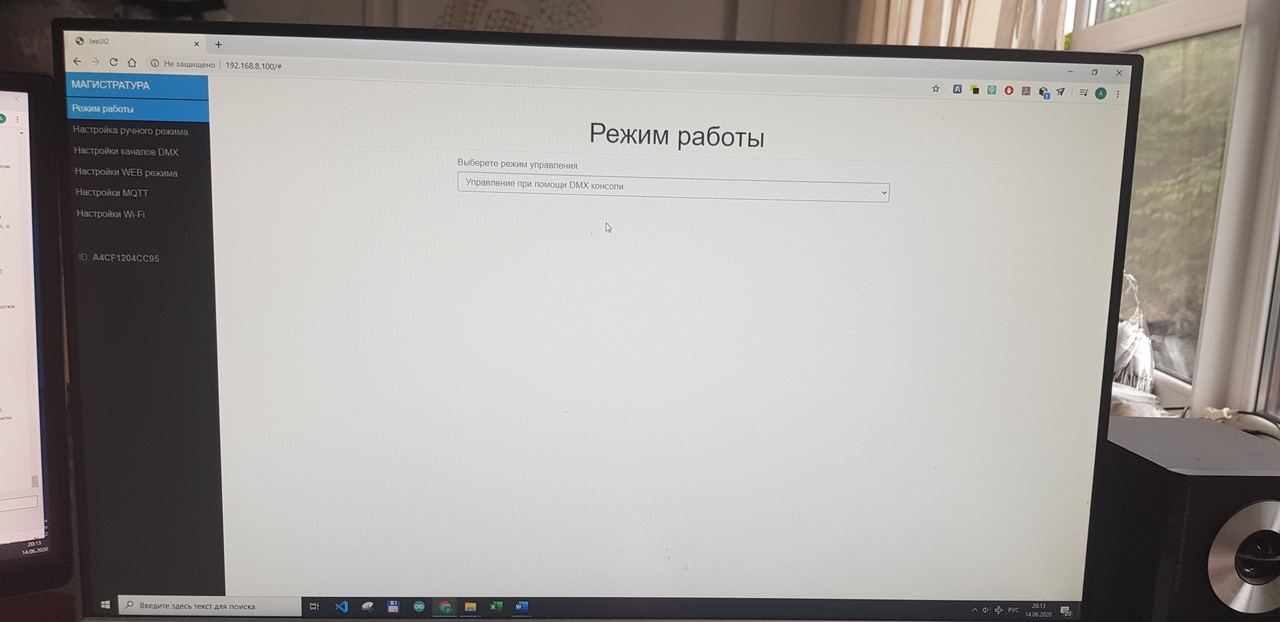 JeeUI2
Не защищено
192.168.8.100/#
МАГИСТРАТУРА
Режим работы
Настройка ручного режима
Настройки каналов DMX
Настройки WEB режима
Настройки MQTT
Настройки Wi-Fi
ID: A4CF1204CC95
Режим работы
Выберете режим управления
Управление при помощи DMX консоли
20:13
14.06.2020
Введите здесь текст для поиска
РУС
20:13
14.06.2020